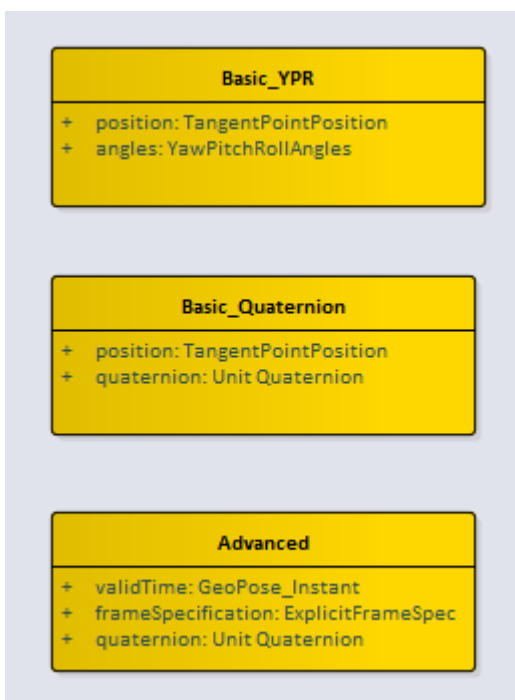 Basic_YPR
+ position: TangentPointPosition
+ angles: YawPitchRollAngles
Basic_Quaternion
+ position: TangentPointPosition
+ quaternion: Unit Quaternion
Advanced
+ validTime: GeoPose_Instant
+ frameSpecification: ExplicitFrameSpec
+ quaternion: Unit Quaternion